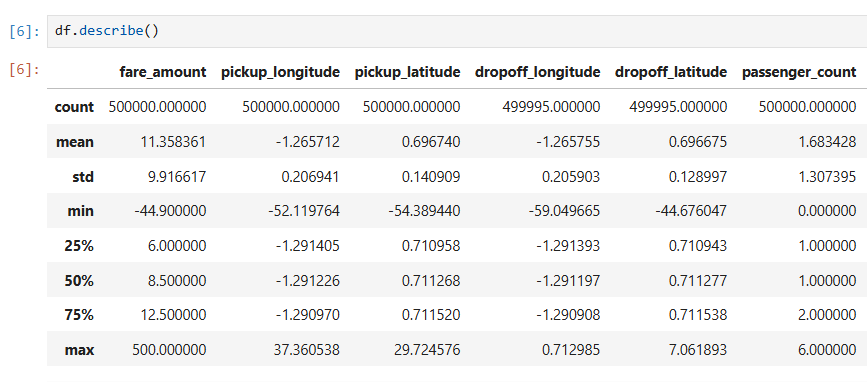 [6]: df.describe()
[6]:
fare_amount pickup_longitude pickup_latitude dropoff_longitude dropoff_latitude passenger_count
count 500000.000000 500000.000000 500000.000000 499995.000000 499995.000000 500000.000000
mean 11.358361 -1.265712 0.696740 -1.265755 0.696675 1.683428
std 9.916617 0.206941 0.140909 0.205903 0.128997 1.307395
min -44.900000 -52.119764 -54.389440 -59.049665 -44.676047 0.000000
25% 6.000000 -1.291405 0.710958 -1.291393 0.710943 1.000000
50% 8.500000 -1.291226 0.711268 -1.291197 0.711277 1.000000
75% 12.500000 -1.290970 0.711520 -1.290908 0.711538 2.000000
max 500.000000 37.360538 29.724576 0.712985 7.061893 6.000000